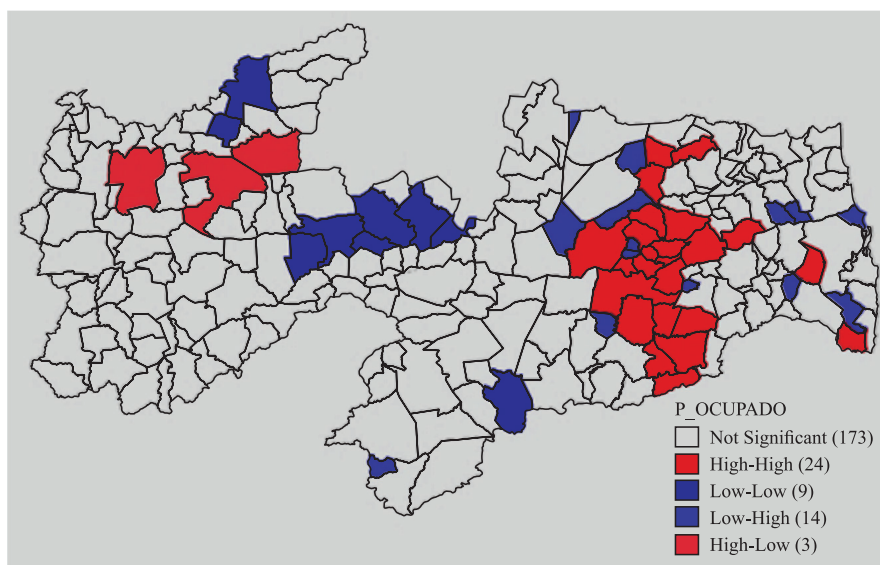 P_OCUPADO
Not Significant (173)
High-High (24)
Low-Low (9)
Low-High (14)
High-Low (3)